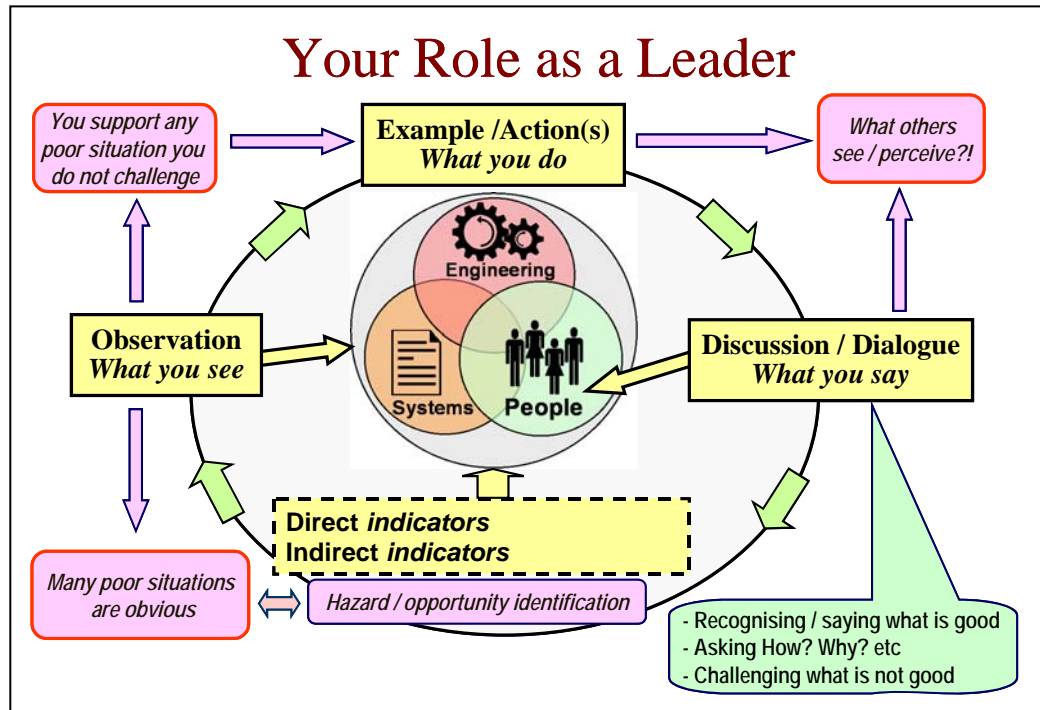 Your Role as a Leader
You support any
poor situation you
do not challenge
Example /Action(s)
What you do
What others
see / perceive?!
Engineering
Systems
People
Observation
What you see
Discussion / Dialogue
What you say
Direct indicators
Indirect indicators
Many poor situations
are obvious
Hazard / opportunity identification
- Recognising / saying what is good
- Asking How? Why? etc
- Challenging what is not good